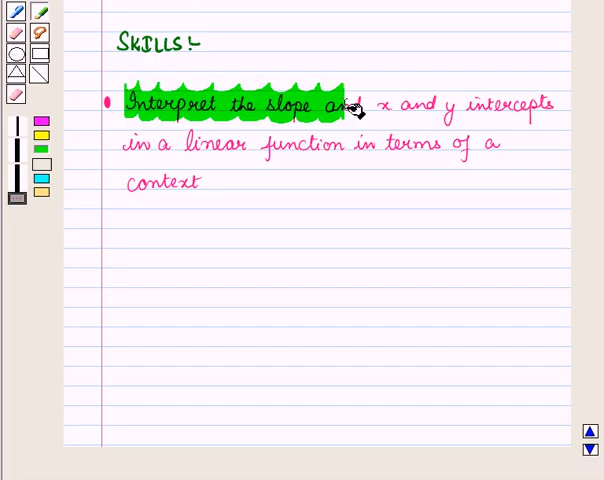 SKILLS:-
Interpret the slope and x and y intercepts
in a linear function in terms of a
context